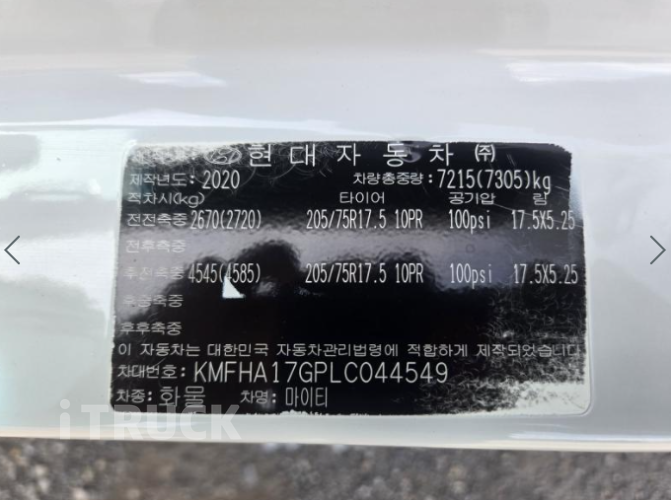 현대자동차㈜
제작년도: 2020 차량총중량: 7215(7305)kg
적차시(kg) 타이어 공기압 림
전전축중 2670(2720) 205/75R17.5 10PR 100psi 17.5X5.25
전후축중
후전축중 4545(4585) 205/75R17.5 10PR 100psi 17.5X5.25
후후축중
이 자동차는 대한민국 자동차관리법령에 적합하게 제작되었습니다.
차대번호: KMFHA17GPLC044549
차종: 화물 차명: 마이티
iTRUCK